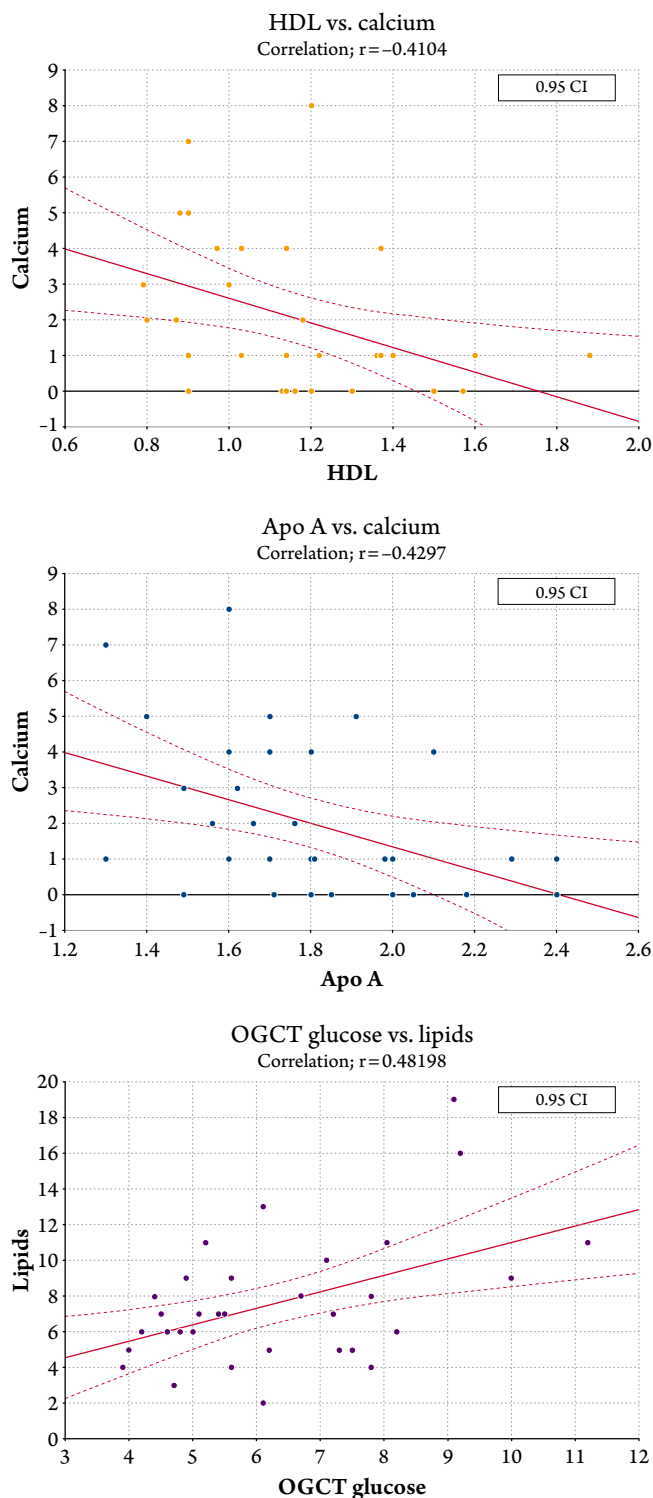 HDL vs. calcium
Correlation; r=–0.4104
0.95 CI
9
8
7
6
5
4
3
2
1
0
–1
Calcium
0.6 0.8 1.0 1.2 1.4 1.6 1.8 2.0
HDL
Apo A vs. calcium
Correlation; r=–0.4297
0.95 CI
9
8
7
6
5
4
3
2
1
0
–1
Calcium
1.2 1.4 1.6 1.8 2.0 2.2 2.4 2.6
Apo A
OGCT glucose vs. lipids
Correlation; r=0.48198
0.95 CI
20
18
16
14
12
10
8
6
4
2
0
Lipids
3 4 5 6 7 8 9 10 11 12
OGCT glucose